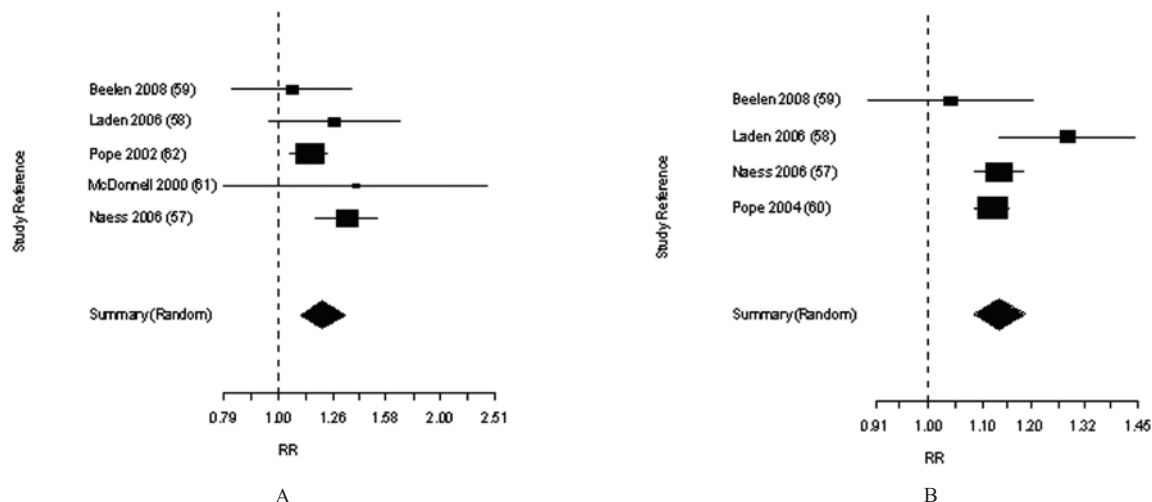 Beelen 2008 (59)
Laden 2006 (58)
Pope 2002 (62)
McDonnell 2000 (61)
Naess 2006 (57)
Summary (Random)
Study Reference
0.79 1.00 1.26 1.58 2.00 2.51
RR
A
Beelen 2008 (59)
Laden 2006 (58)
Naess 2006 (57)
Pope 2004 (60)
Summary (Random)
Study Reference
0.91 1.00 1.10 1.20 1.32 1.45
RR
B